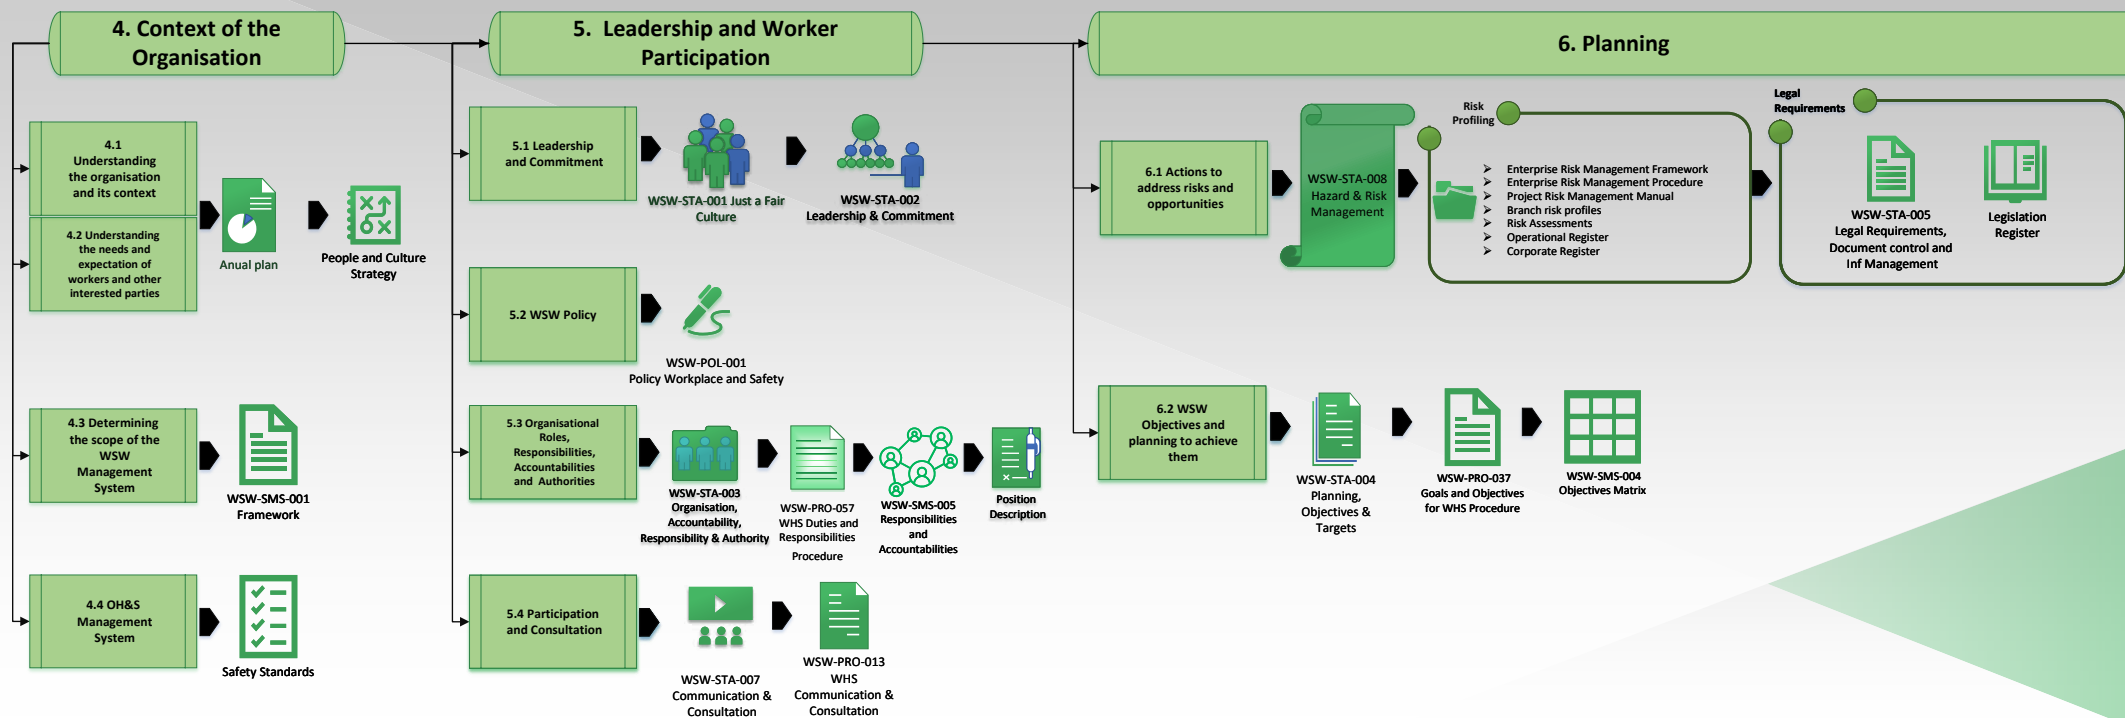 4. Context of the
Organisation
4.1
Understanding
the organisation
and its context
4.2 Understanding
the needs and
expectation of
workers and other
interested parties
Anual plan
People and Culture
Strategy
4.3 Determining
the scope of the
WSW
Management
System
WSW-SMS-001
Framework
4.4 OH&S
Management
System
Safety Standards
5. Leadership and Worker
Participation
5.1 Leadership
and Commitment
WSW-STA-001 Just a Fair
Culture
WSW-STA-002
Leadership & Commitment
5.2 WSW Policy
WSW-POL-001
Policy Workplace and Safety
5.3 Organisational
Roles,
Responsibilities,
Accountabilities
and Authorities
WSW-STA-003
Organisation,
Accountability,
Responsibility & Authority
WSW-PRO-057
WHS Duties and
Responsibilities
Procedure
WSW-SMS-005
Responsibilities
and
Accountabilities
Position
Description
5.4 Participation
and Consultation
WSW-STA-007
Communication &
Consultation
WSW-PRO-013
WHS
Communication &
Consultation
6. Planning
6.1 Actions to
address risks and
opportunities
WSW-STA-008
Hazard & Risk
Management
Risk
Profiling
Enterprise Risk Management Framework
Enterprise Risk Management Procedure
Project Risk Management Manual
Branch risk profiles
Risk Assessments
Operational Register
Corporate Register
Legal
Requirements
WSW-STA-005
Legal Requirements,
Document control and
Inf Management
Legislation
Register
6.2 WSW
Objectives and
planning to achieve
them
WSW-STA-004
Planning,
Objectives &
Targets
WSW-PRO-037
Goals and Objectives
for WHS Procedure
WSW-SMS-004
Objectives Matrix